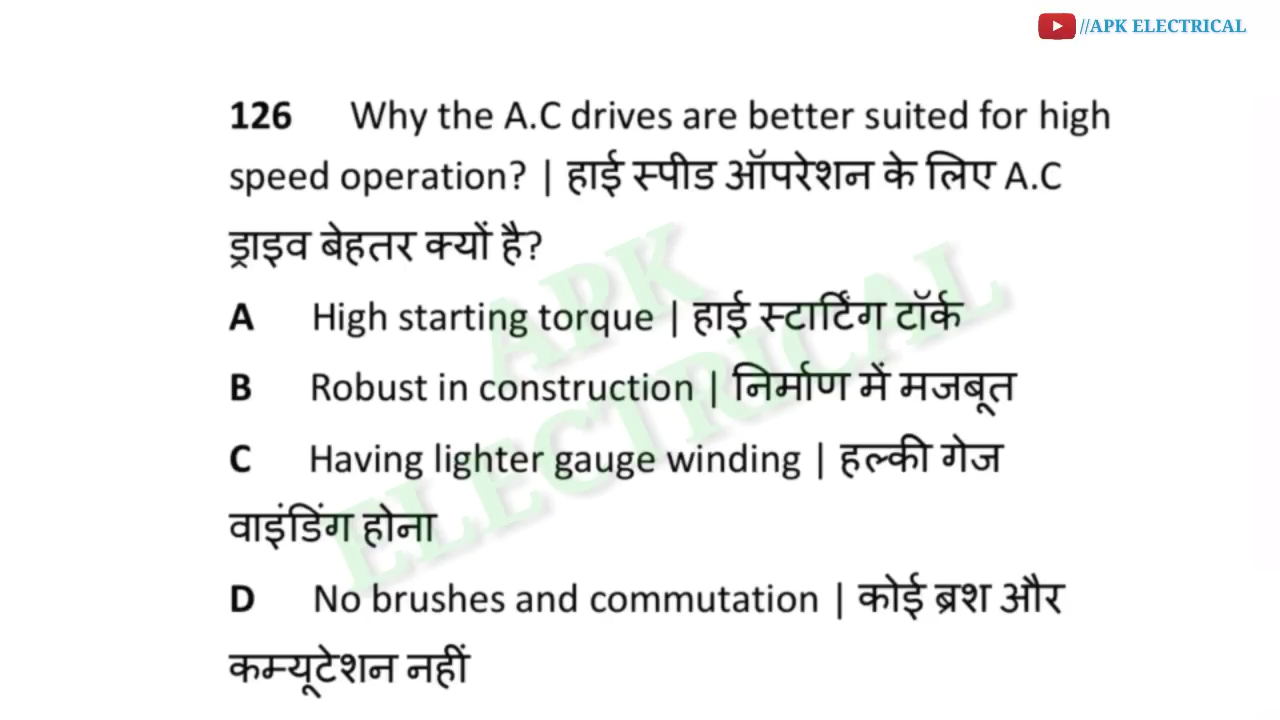 //APK ELECTRICAL
126 Why the A.C drives are better suited for high
speed operation? | हाई स्पीड ऑपरेशन के लिए A.C
ड्राइव बेहतर क्यों है?
A High starting torque | हाई स्टार्टिंग टॉर्क
B Robust in construction | निर्माण में मजबूत
C Having lighter gauge winding | हल्की गेज
वाइंडिंग होना
D No brushes and commutation | कोई ब्रश और
कम्यूटेशन नहीं
APK
ELECTRICAL